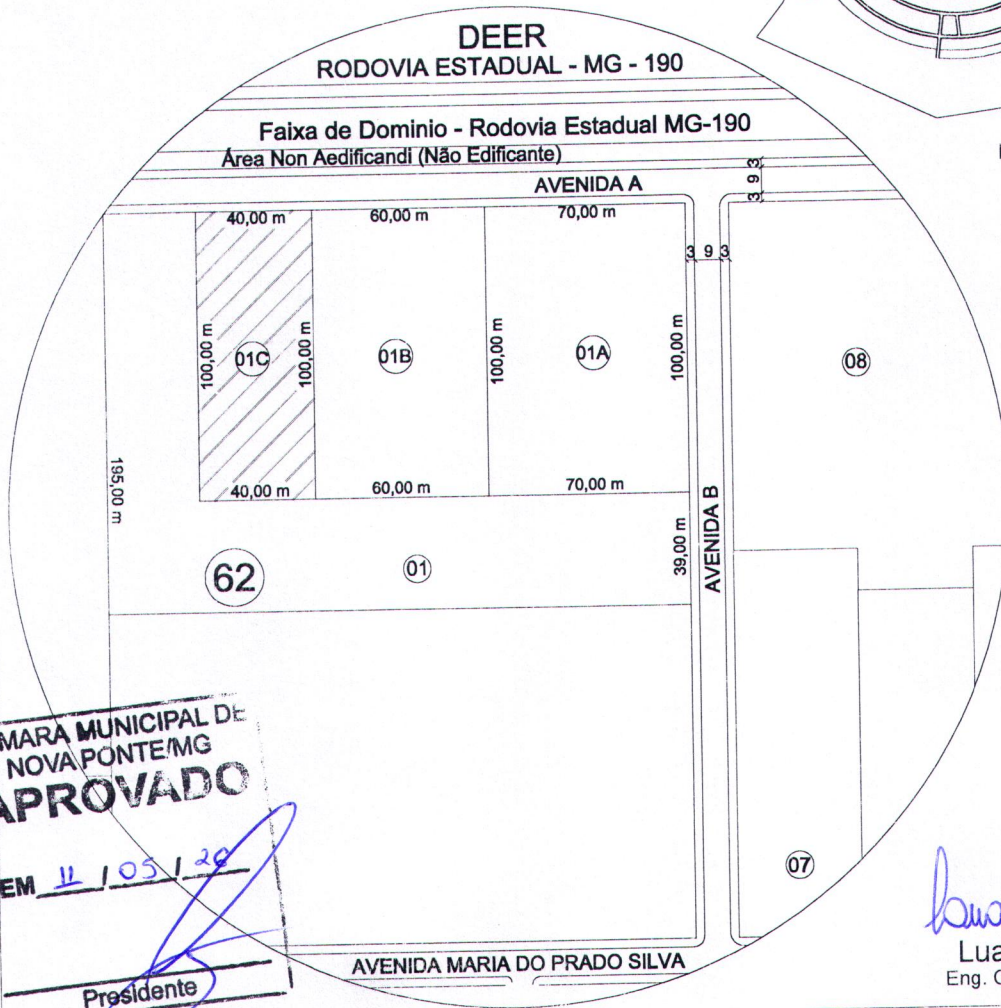 DEER
RODOVIA ESTADUAL - MG - 190
Faixa de Dominio - Rodovia Estadual MG-190
Área Non Aedificandi (Não Edificante)
AVENIDA A
3 9 3
40,00 m
60,00 m
70,00 m
3 9 3
100,00 m
01C
100,00 m
01B
100,00 m
01A
100,00 m
08
40,00 m
60,00 m
70,00 m
195,00 m
39,00 m
AVENIDA B
62
01
MARA MUNICIPAL DE
NOVA PONTE/MG
APROVADO
EM 11 / 05 / 20
Presidente
07
AVENIDA MARIA DO PRADO SILVA
Lua
Eng. C